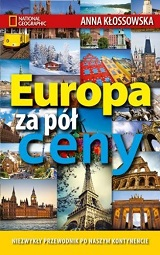 NATIONAL
GEOGRAPHIC
ANNA KŁOSSOWSKA
Europa
za pół
ceny
NIEZWYKŁY PRZEWODNIK PO NASZYM KONTYNENCIE